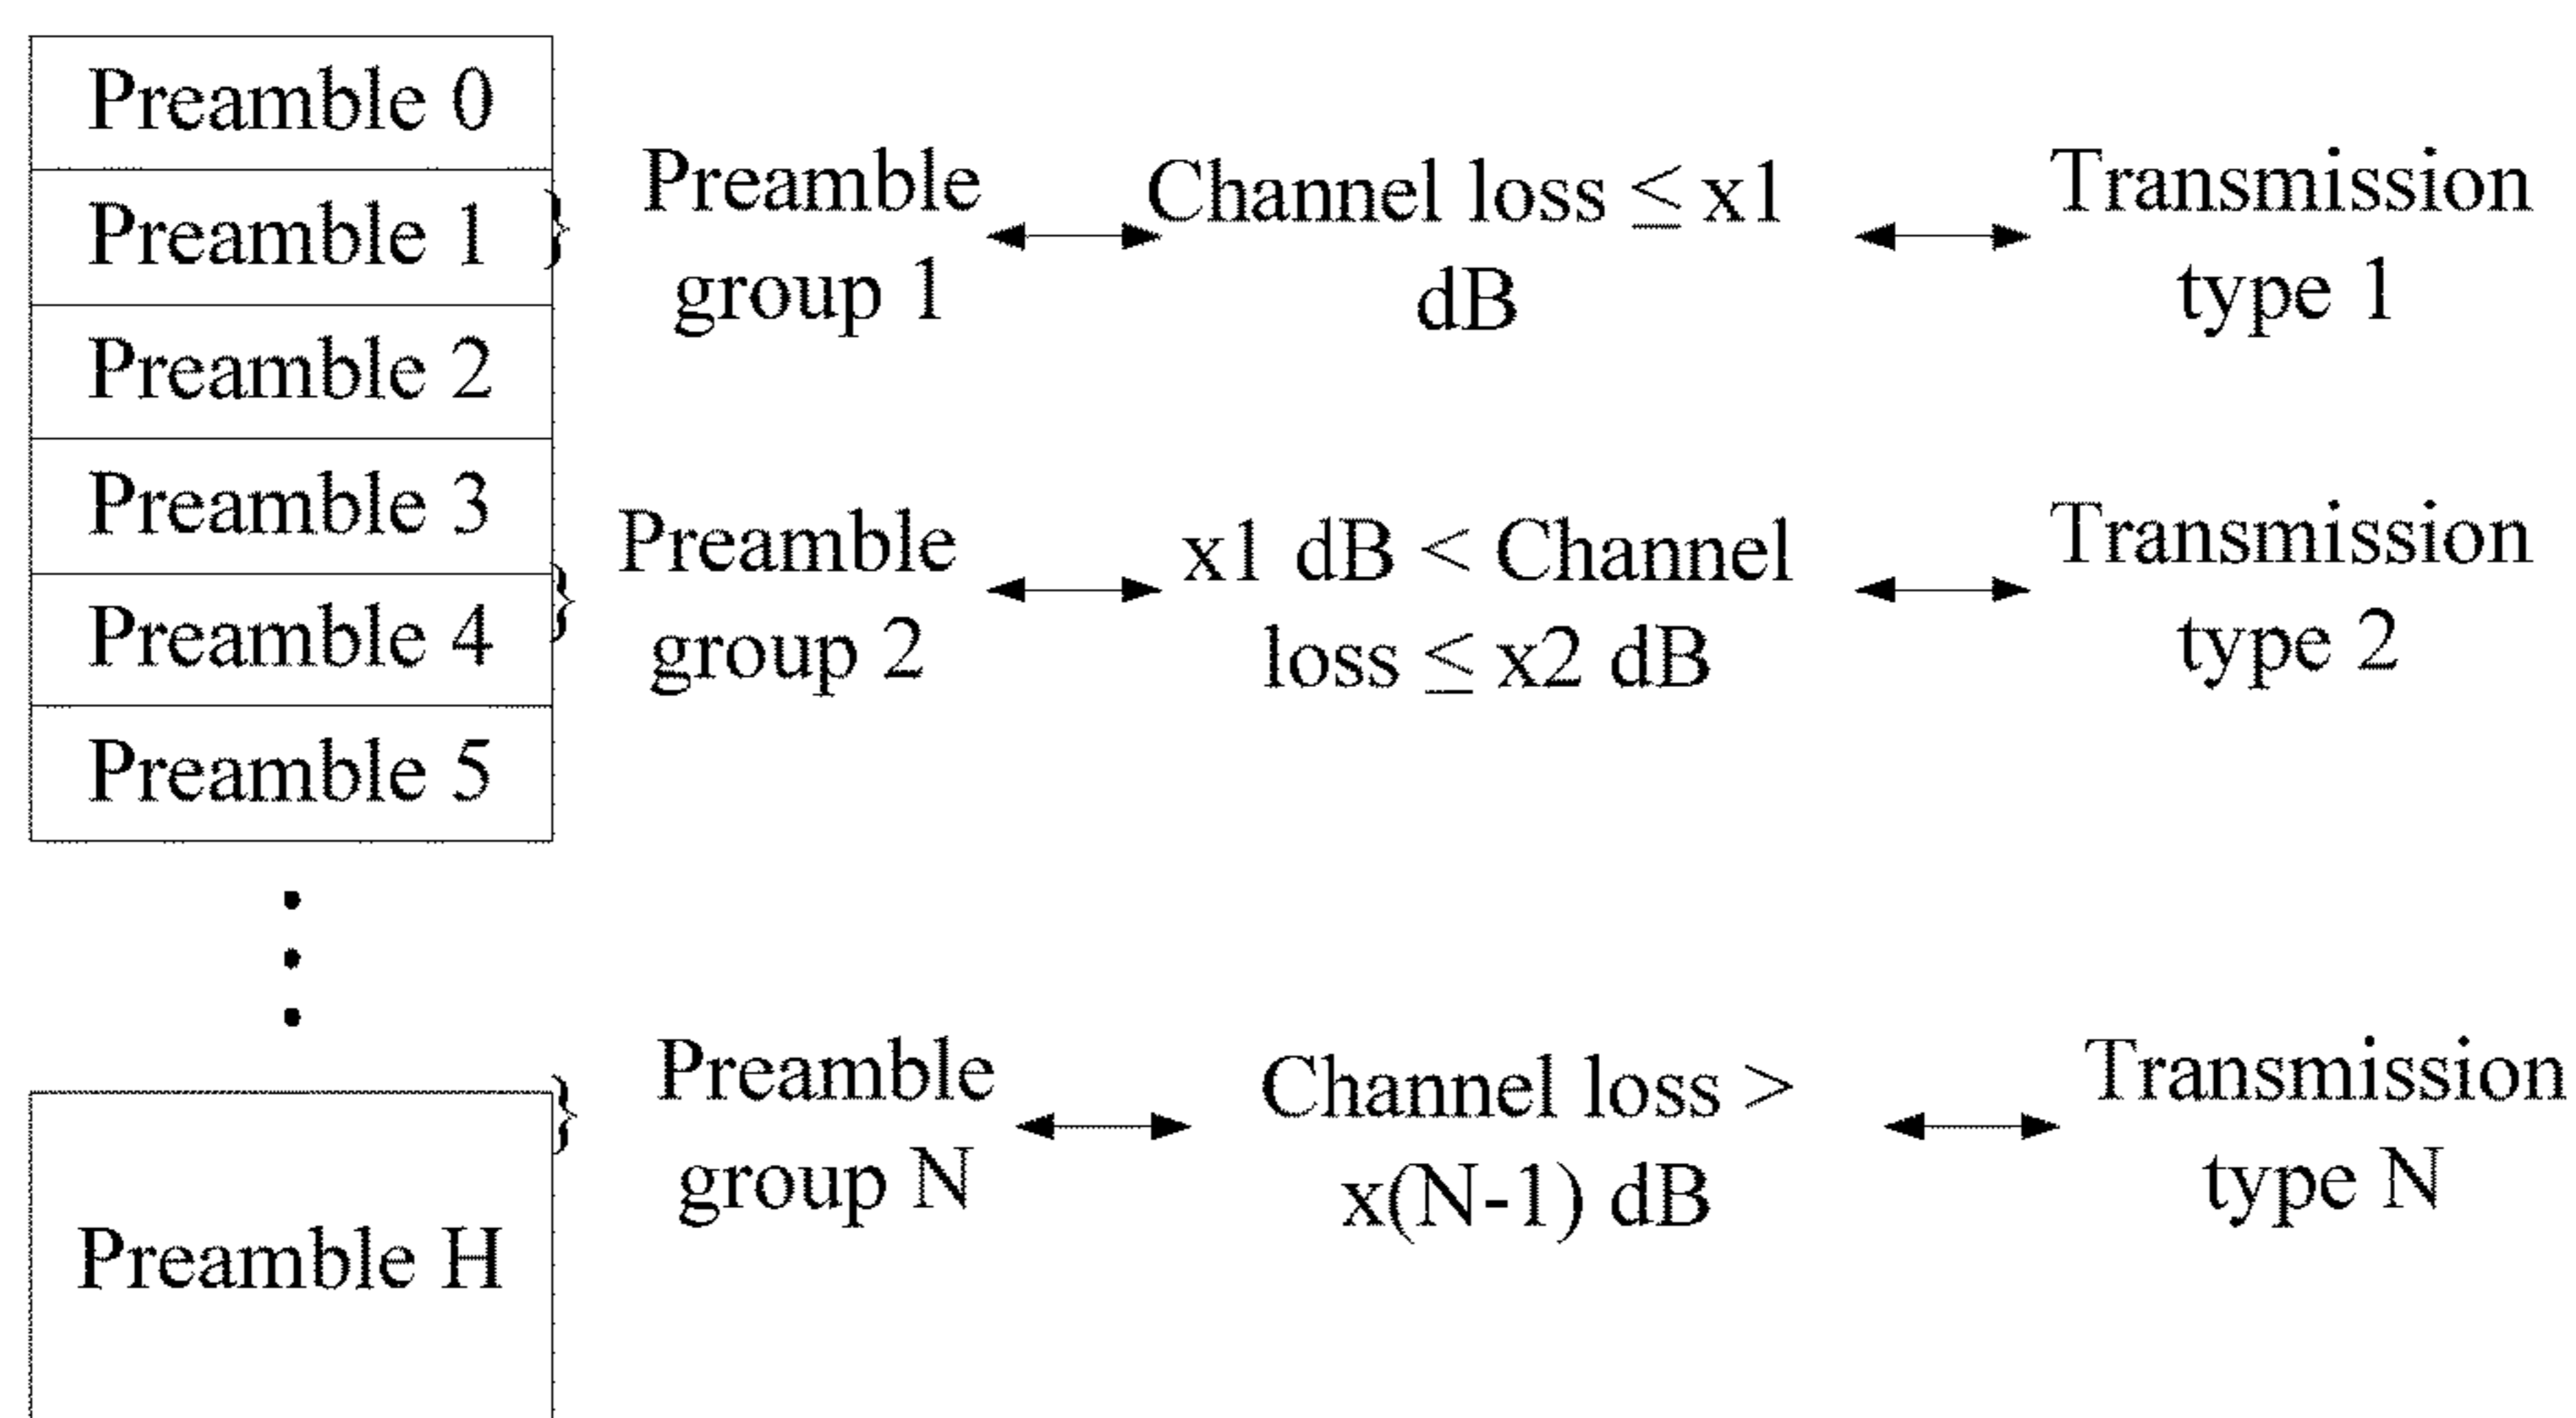 Preamble 0
Preamble 1
Preamble 2
Preamble 3
Preamble 4
Preamble 5
Preamble H
Preamble
group 1
Channel loss ≤ x1
dB
Transmission
type 1
Preamble
group 2
x1 dB < Channel
loss ≤ x2 dB
Transmission
type 2
Preamble
group N
Channel loss >
x(N-1) dB
Transmission
type N